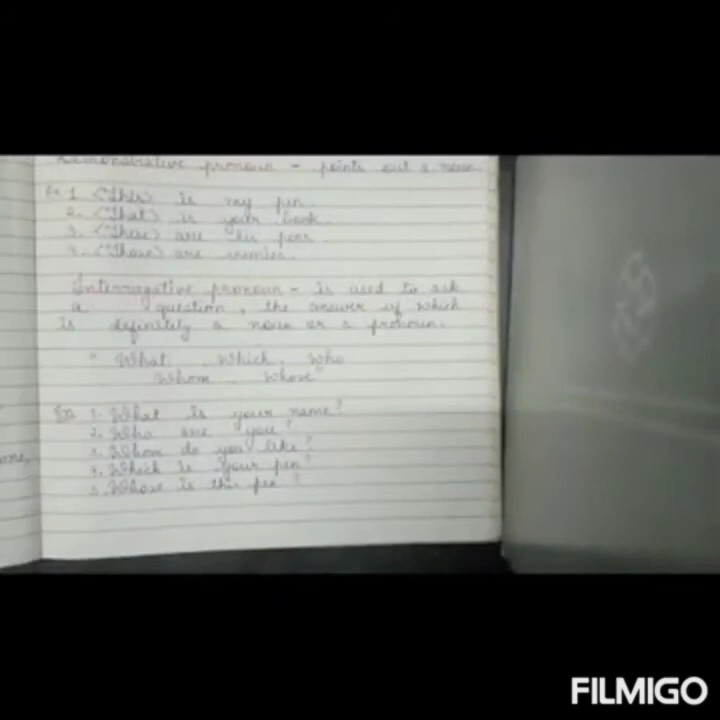 Demonstrative pronoun - points out a noun
Ex 1 <This> is my pen.
2. <That> is your book.
3. <These> are his pens.
4. <Those> are enemies.
Interregative pronoun - is used to ask
a question, the answer of which
is definitely a noun or a pronoun.
" What , which , who
whom , whose "
Ex 1. What is your name?
2. Who are you?
3. Whom do you like?
4. Which is your pen?
5. Whose is this pen ?
one,
FILMIGO